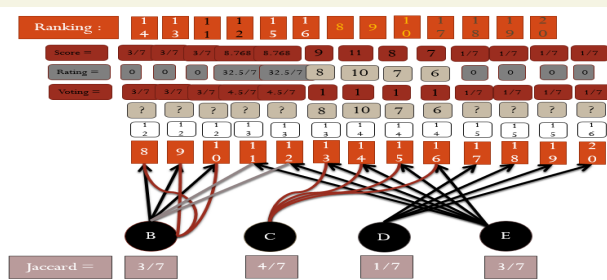 Ranking : 14 13 11 12 15 16 8 9 10 17 18 19 20
Score = 3/7 3/7 3/7 8.768 8.768 9 11 8 7 1/7 1/7 1/7 1/7
Rating = 0 0 0 32.5/7 32.5/7 8 10 7 6 0 0 0 0
Voting = 3/7 3/7 3/7 4.5/7 4.5/7 1 1 1 1 1/7 1/7 1/7 1/7
? ? ? ? ? 8 10 7 6 ? ? ? ?
12 12 12 13 13 13 14 14 14 15 15 15 16
8 9 10 11 12 13 14 15 16 17 18 19 20
B C D E
Jaccard = 3/7 4/7 1/7 3/7